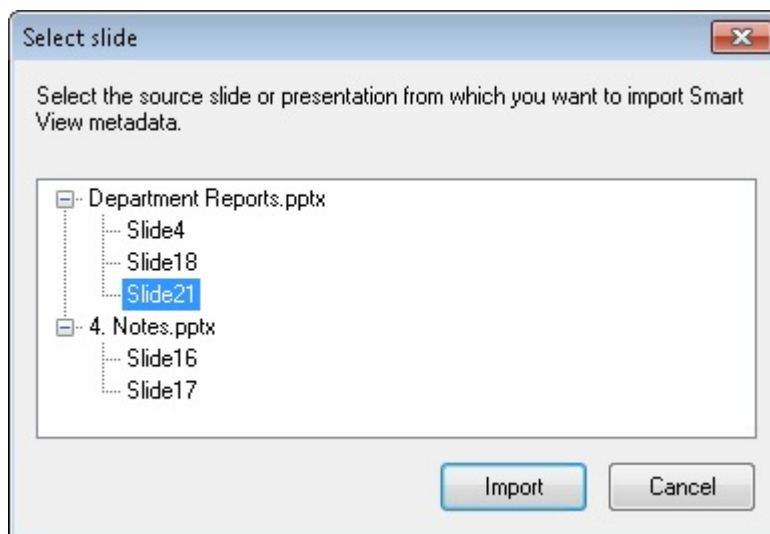 Select slide
Select the source slide or presentation from which you want to import Smart
View metadata.
Department Reports.pptx
Slide4
Slide18
Slide21
4. Notes.pptx
Slide16
Slide17
Import
Cancel